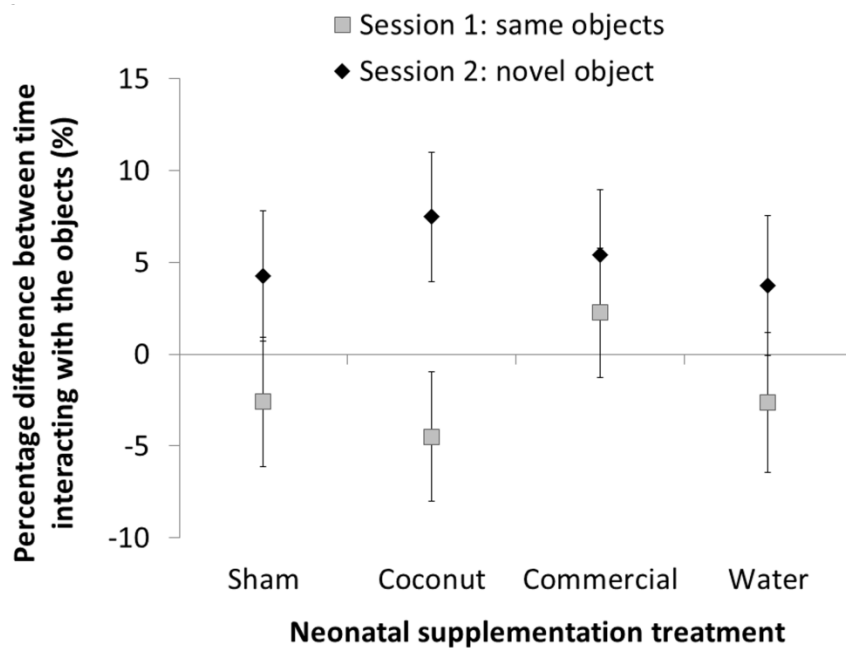 Session 1: same objects
Session 2: novel object
Percentage difference between time
interacting with the objects (%)
15
10
5
0
-5
-10
Sham Coconut Commercial Water
Neonatal supplementation treatment